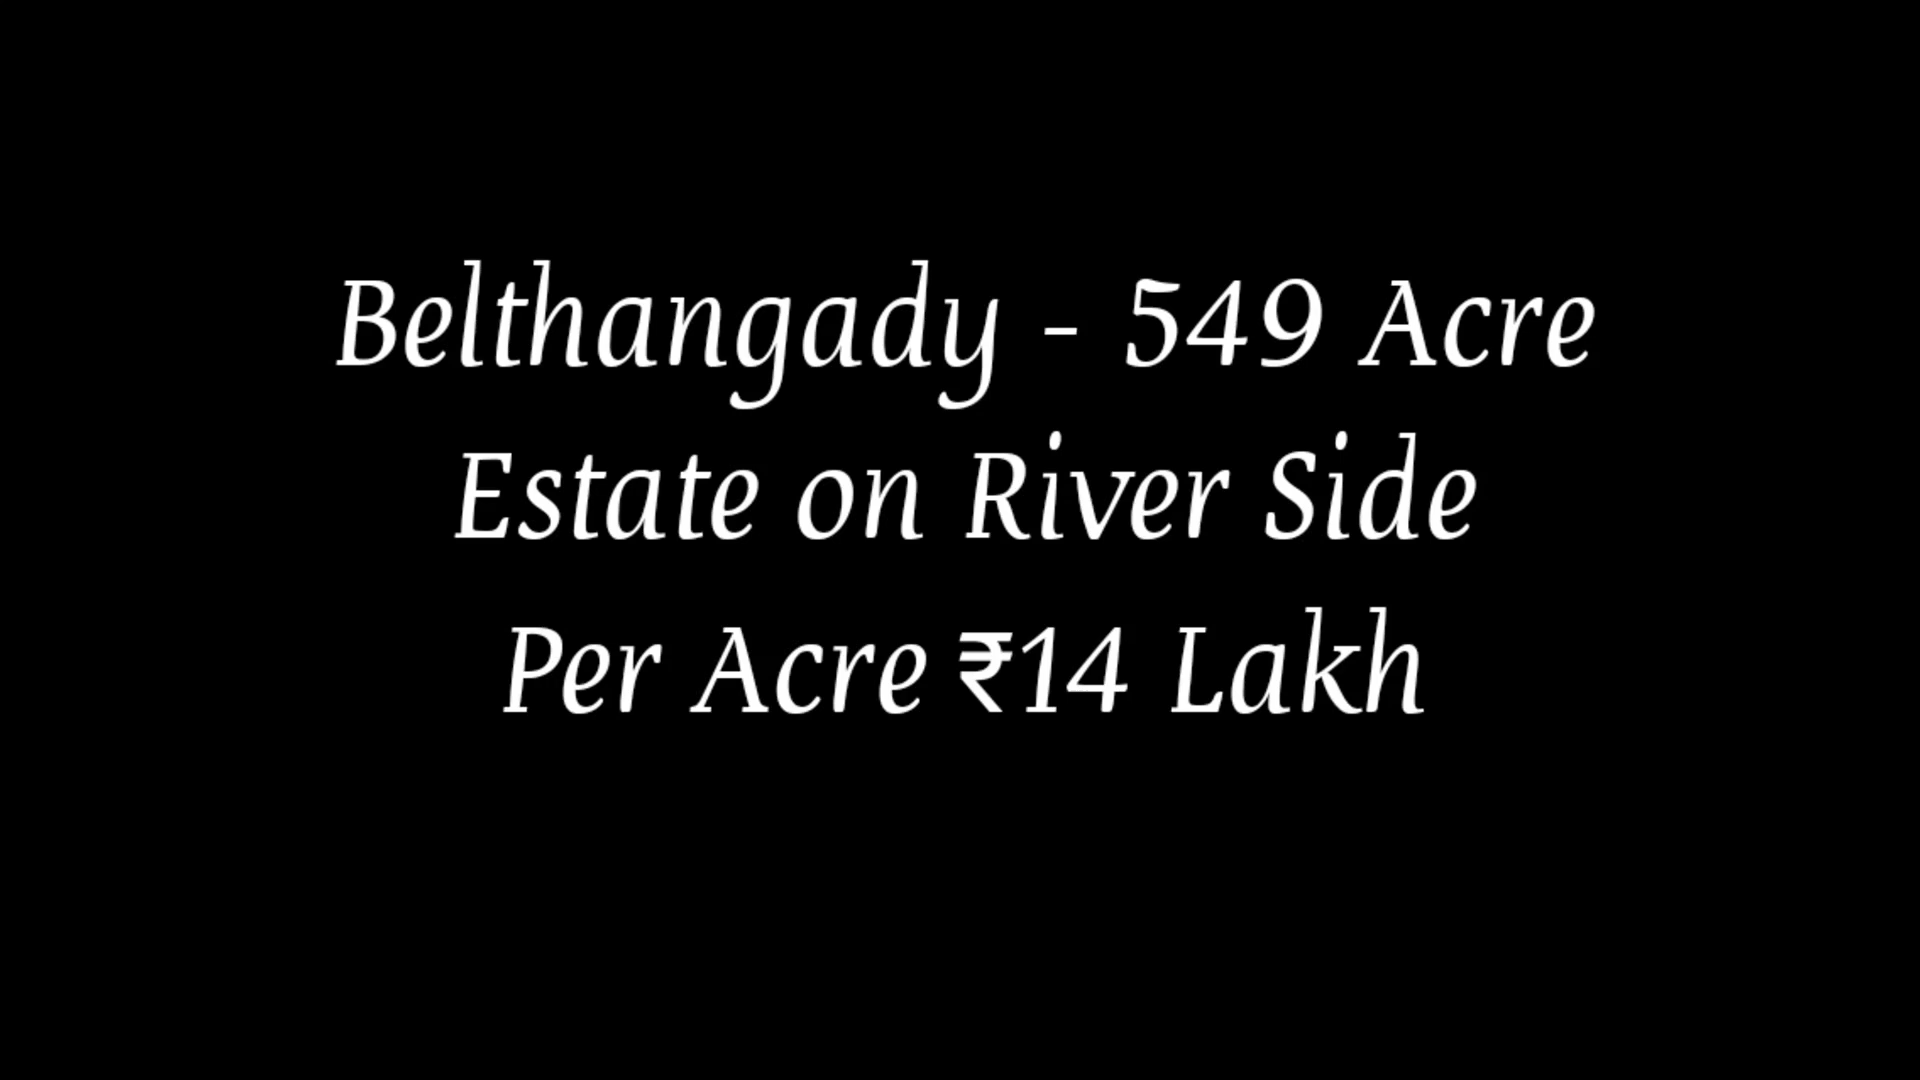 Belthangady - 549 Acre
Estate on River Side
Per Acre ₹14 Lakh